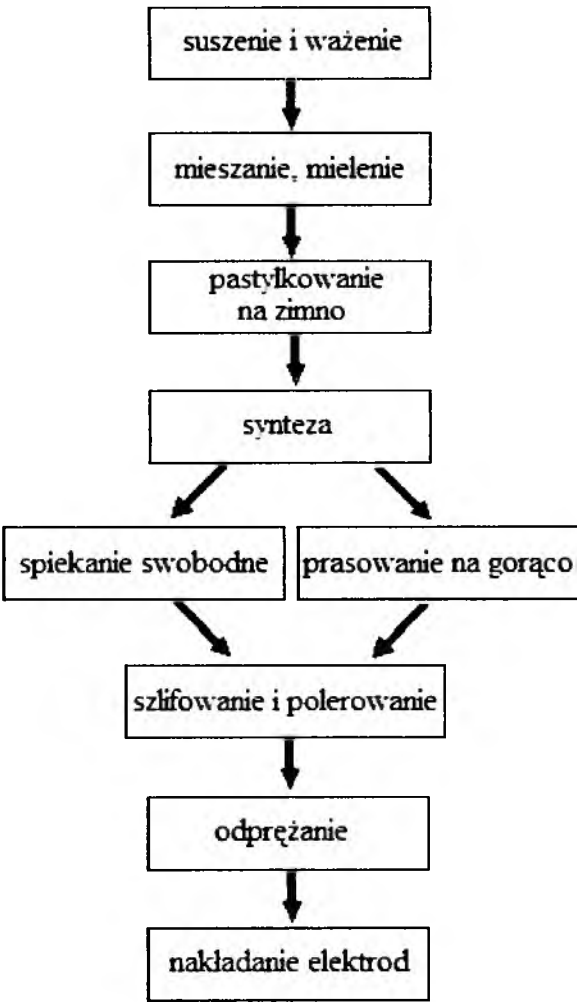 suszenie i ważenie
mieszanie, mielenie
pastylkowanie
na zimno
synteza
spiekanie swobodne
prasowanie na gorąco
szlifowanie i polerowanie
odprężanie
nakładanie elektrod